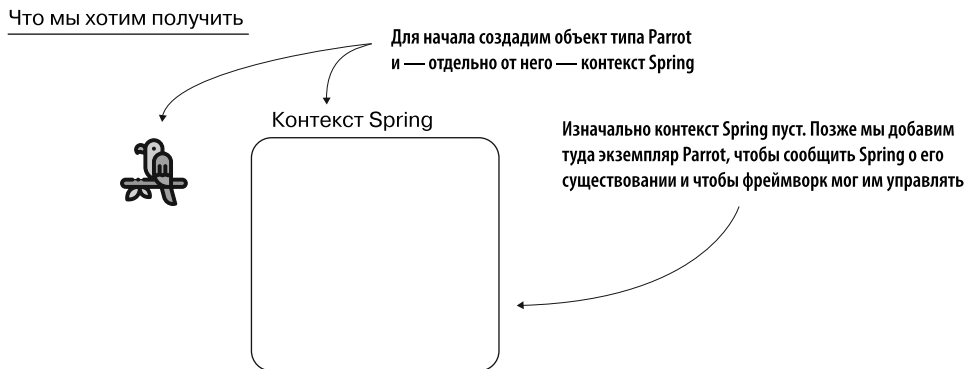 Что мы хотим получить
Для начала создадим объект типа Parrot
и — отдельно от него — контекст Spring
Контекст Spring
Изначально контекст Spring пуст. Позже мы добавим
туда экземпляр Parrot, чтобы сообщить Spring о его
существовании и чтобы фреймворк мог им управлять